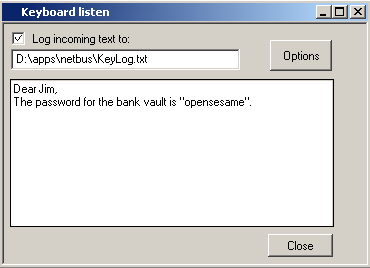 Keyboard listen
Log incoming text to:
D:\apps\netbus\KeyLog.txt
Options
Dear Jim,
The password for the bank vault is "opensesame".
Close